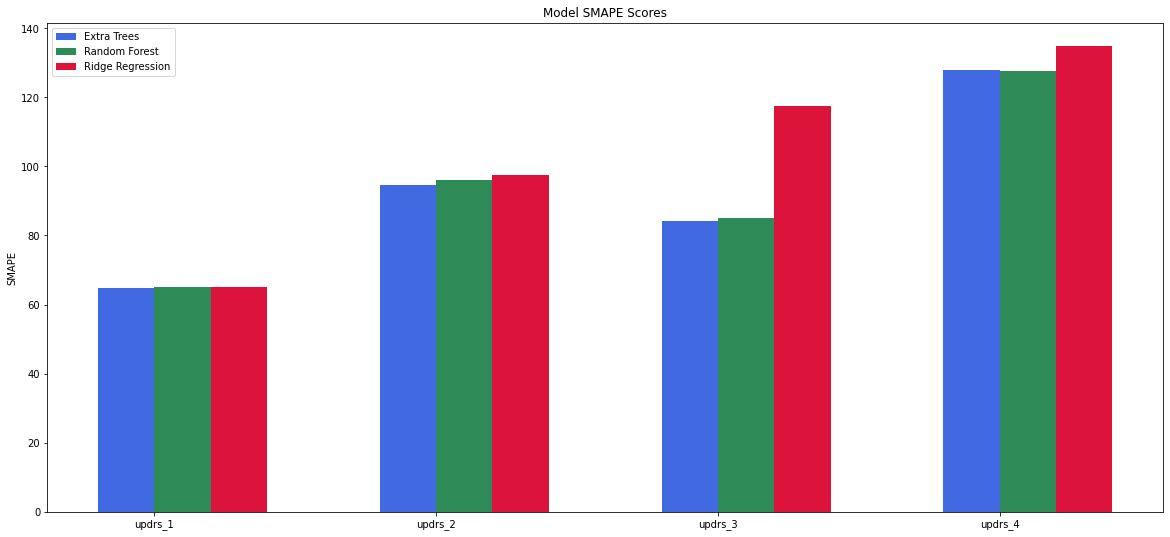 Model SMAPE Scores
Extra Trees
Random Forest
Ridge Regression
140
120
100
80
60
40
20
0
SMAPE
updrs_1
updrs_2
updrs_3
updrs_4